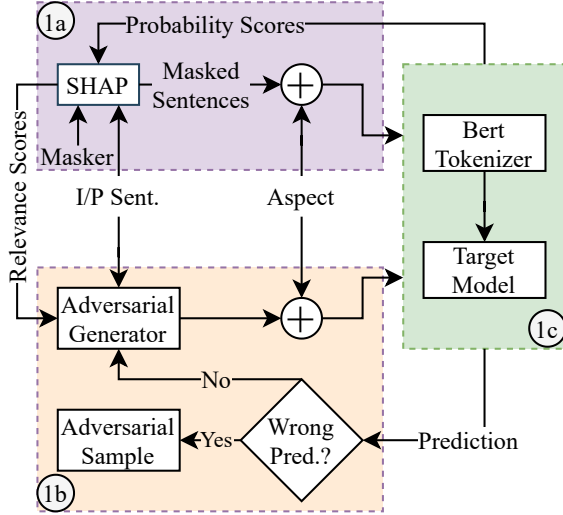 1a
Probability Scores
SHAP
Masked
Sentences
Masker
Relevance Scores
I/P Sent.
Aspect
Bert
Tokenizer
Target
Model
1c
Adversarial
Generator
No
Wrong
Pred.?
Yes
Adversarial
Sample
Prediction
1b